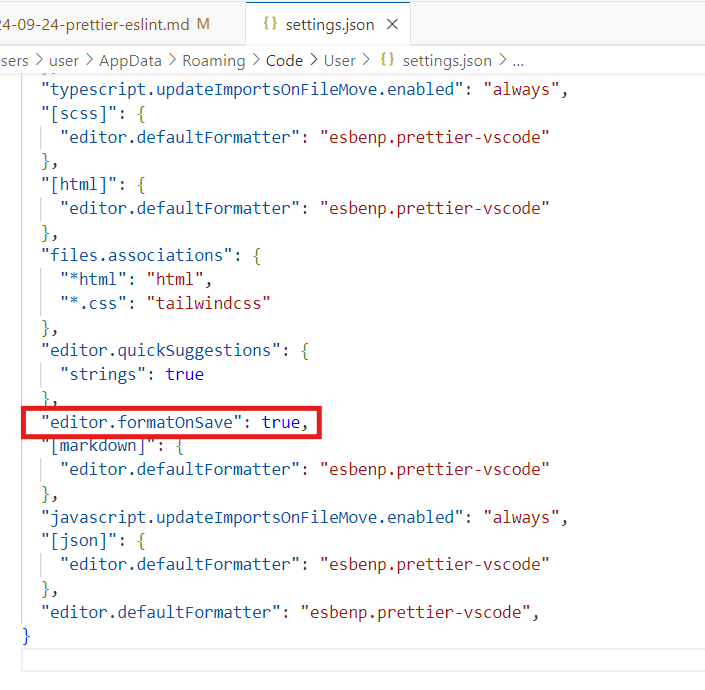 24-09-24-prettier-eslint.md M
{} settings.json ×
sers > user > AppData > Roaming > Code > User > {} settings.json > ...
"typescript.updateImportsOnFileMove.enabled": "always",
"[scss]": {
"editor.defaultFormatter": "esbenp.prettier-vscode"
},
"[html]": {
"editor.defaultFormatter": "esbenp.prettier-vscode"
},
"files.associations": {
"*html": "html",
"*.css": "tailwindcss"
},
"editor.quickSuggestions": {
"strings": true
},
"editor.formatOnSave": true,
"[markdown]": {
"editor.defaultFormatter": "esbenp.prettier-vscode"
},
"javascript.updateImportsOnFileMove.enabled": "always",
"[json]": {
"editor.defaultFormatter": "esbenp.prettier-vscode"
},
"editor.defaultFormatter": "esbenp.prettier-vscode",
}